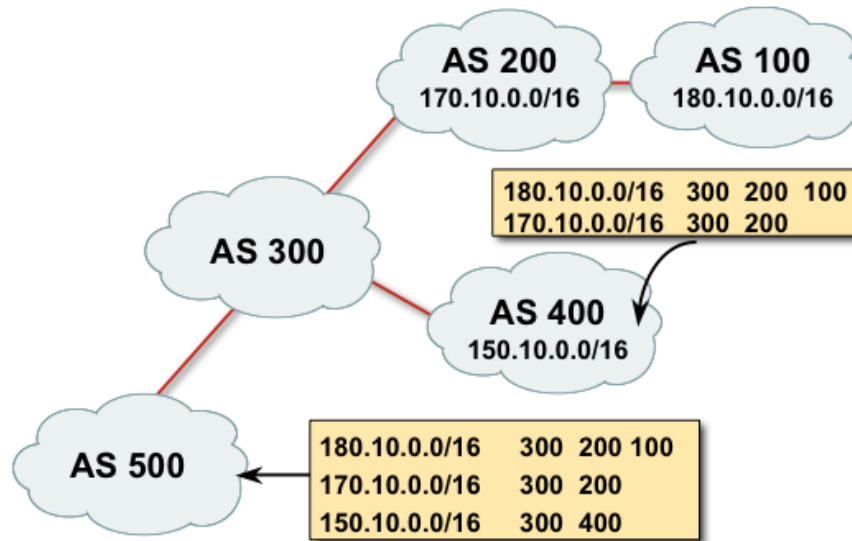 AS 200
170.10.0.0/16
AS 100
180.10.0.0/16
180.10.0.0/16 300 200 100
170.10.0.0/16 300 200
AS 300
AS 400
150.10.0.0/16
AS 500
180.10.0.0/16 300 200 100
170.10.0.0/16 300 200
150.10.0.0/16 300 400